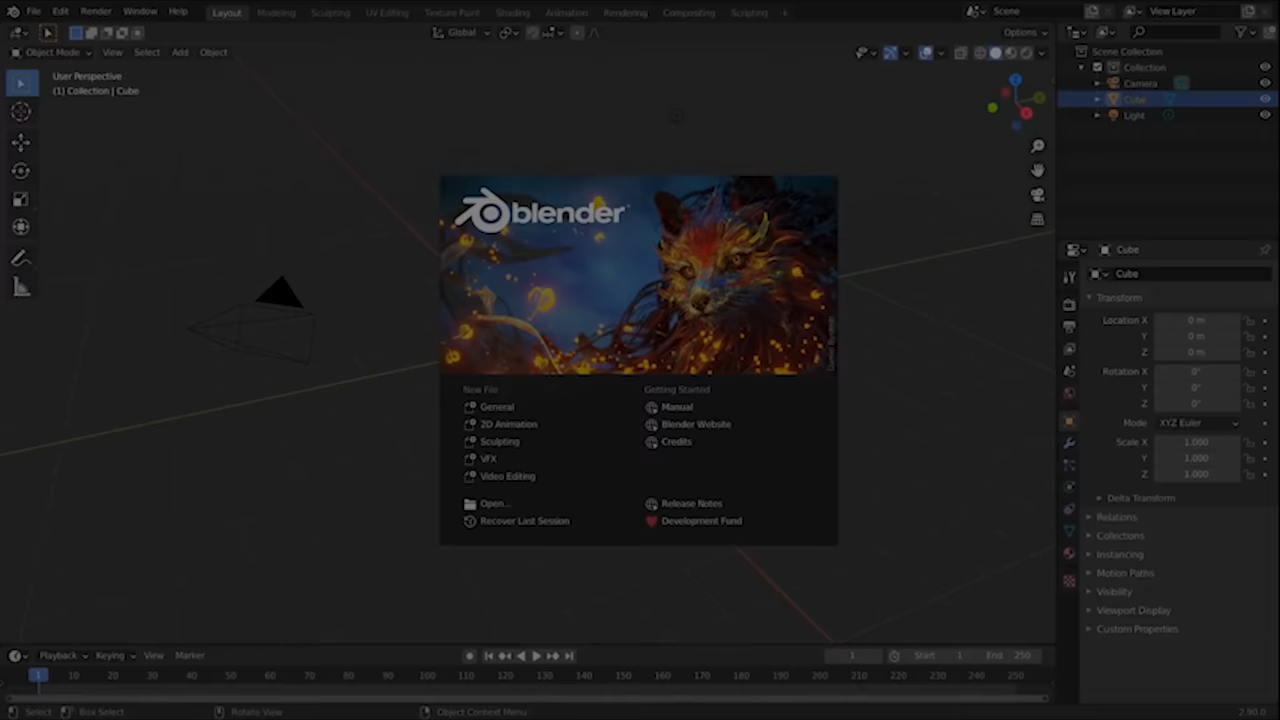 File Edit Render Window Help Layout Modeling Sculpting UV Editing Texture Paint Shading Animation Rendering Compositing Scripting + Scene View Layer
Global Options
Object Mode View Select Add Object
User Perspective
(1) Collection | Cube
Scene Collection
Collection
Camera
Cube
Light
Z
blender
Cube
Cube
Transform
Location X 0 m
Y 0 m
Z 0 m
Rotation X 0°
Y 0°
Z 0°
Mode XYZ Euler
Scale X 1.000
Y 1.000
Z 1.000
Delta Transform
Relations
Collections
Instancing
Motion Paths
Visibility
Viewport Display
Custom Properties
New File Getting Started
General Manual
2D Animation Blender Website
Sculpting Credits
VFX
Video Editing
Open... Release Notes
Recover Last Session Development Fund
Playback Keying View Marker 1 Start 1 End 250
1 10 20 30 40 50 60 70 80 90 100 110 120 130 140 150 160 170 180 190 200 210 220 230 240 250
Select Box Select Rotate View Object Context Menu 2.90.0